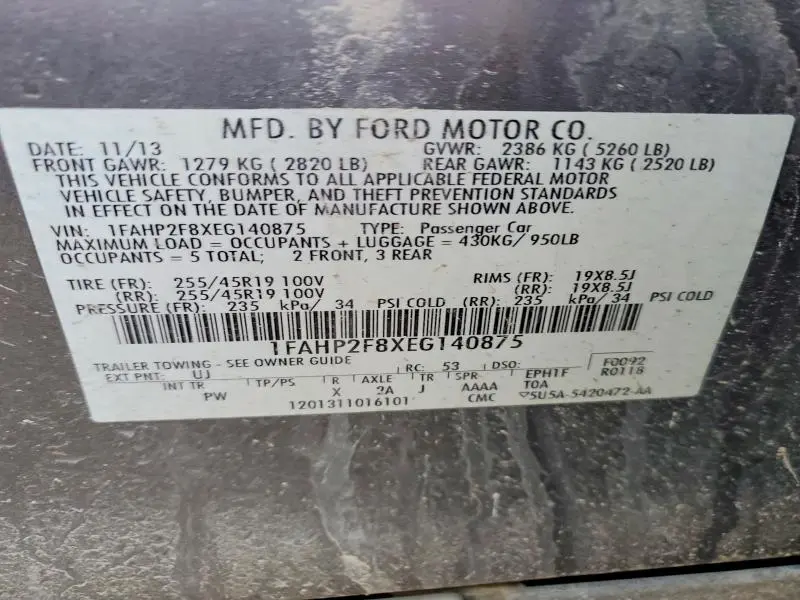 MFD. BY FORD MOTOR CO.
DATE: 11/13 GVWR: 2386 KG (5260 LB)
FRONT GAWR: 1279 KG (2820 LB) REAR GAWR: 1143 KG (2520 LB)
THIS VEHICLE CONFORMS TO ALL APPLICABLE FEDERAL MOTOR
VEHICLE SAFETY, BUMPER, AND THEFT PREVENTION STANDARDS
IN EFFECT ON THE DATE OF MANUFACTURE SHOWN ABOVE.
VIN: 1FAHP2F8XEG140875 TYPE: Passenger Car
MAXIMUM LOAD = OCCUPANTS + LUGGAGE = 430KG/ 950LB
OCCUPANTS = 5 TOTAL; 2 FRONT, 3 REAR
TIRE (FR): 255/45R19 100V RIMS (FR): 19X8.5J
(RR): 255/45R19 100V (RR): 19X8.5J
PRESSURE (FR): 235 kPa/ 34 PSI COLD (RR): 235 kPa/ 34 PSI COLD
1FAHP2F8XEG140875
TRAILER TOWING - SEE OWNER GUIDE F0092
EXT PNT: UJ RC: 53 DSO: R0118
INT TR TP/PS R AXLE TR SPR EPH1F
PW X 2A J AAAA T0A
1201311016101 CMC 5U5A-5420472-AA